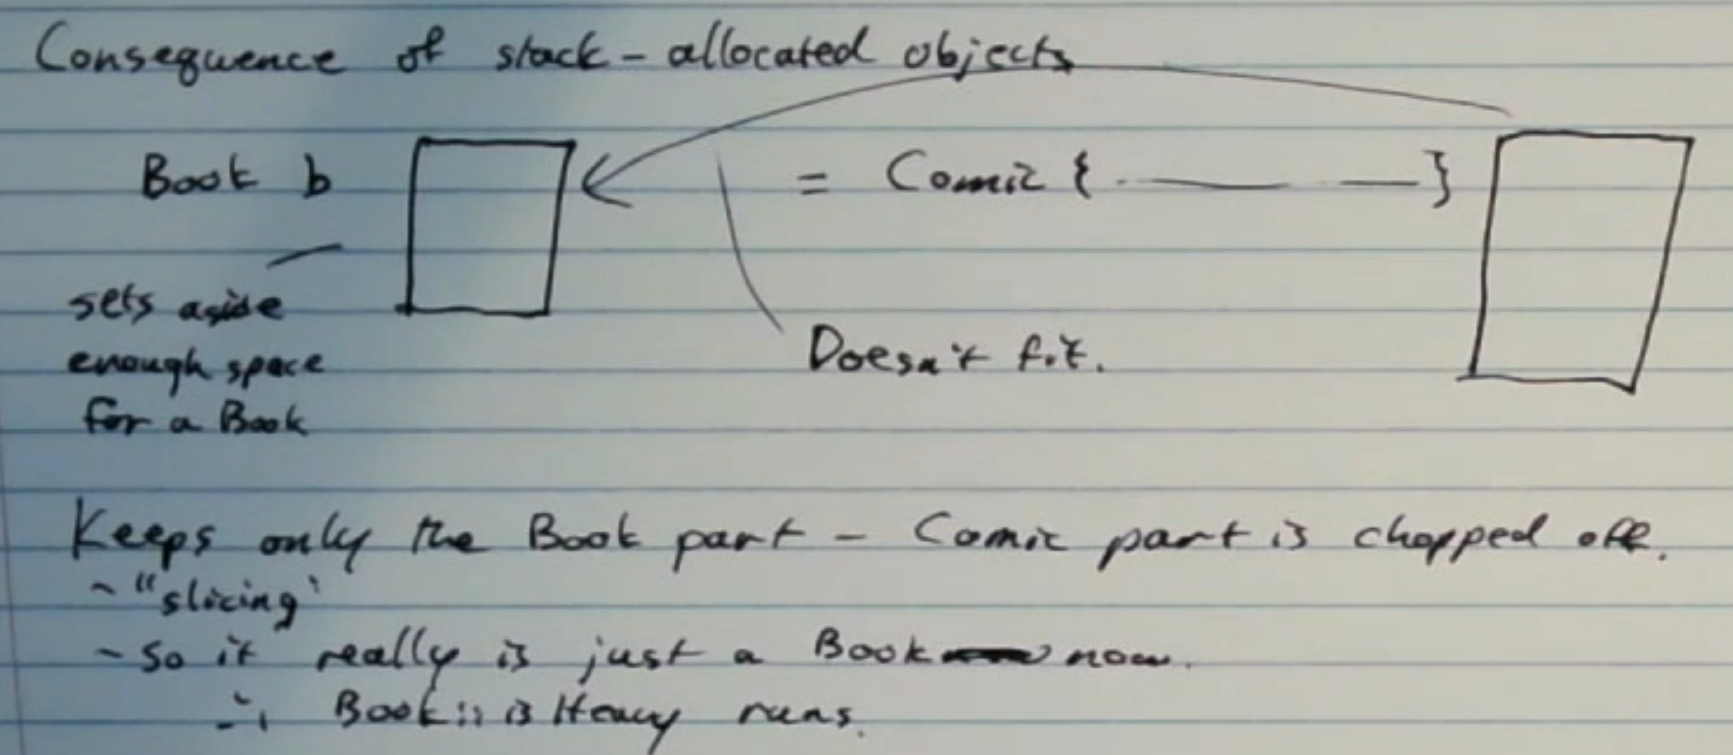 Consequence of stack-allocated objects
Book b = Comic {—— —}
sets aside
enough space
for a Book
Doesn't fit.
Keeps only the Book part - Comic part is chopped off.
- "slicing"
- So it really is just a Book now.
∴ Book::isHeavy runs.